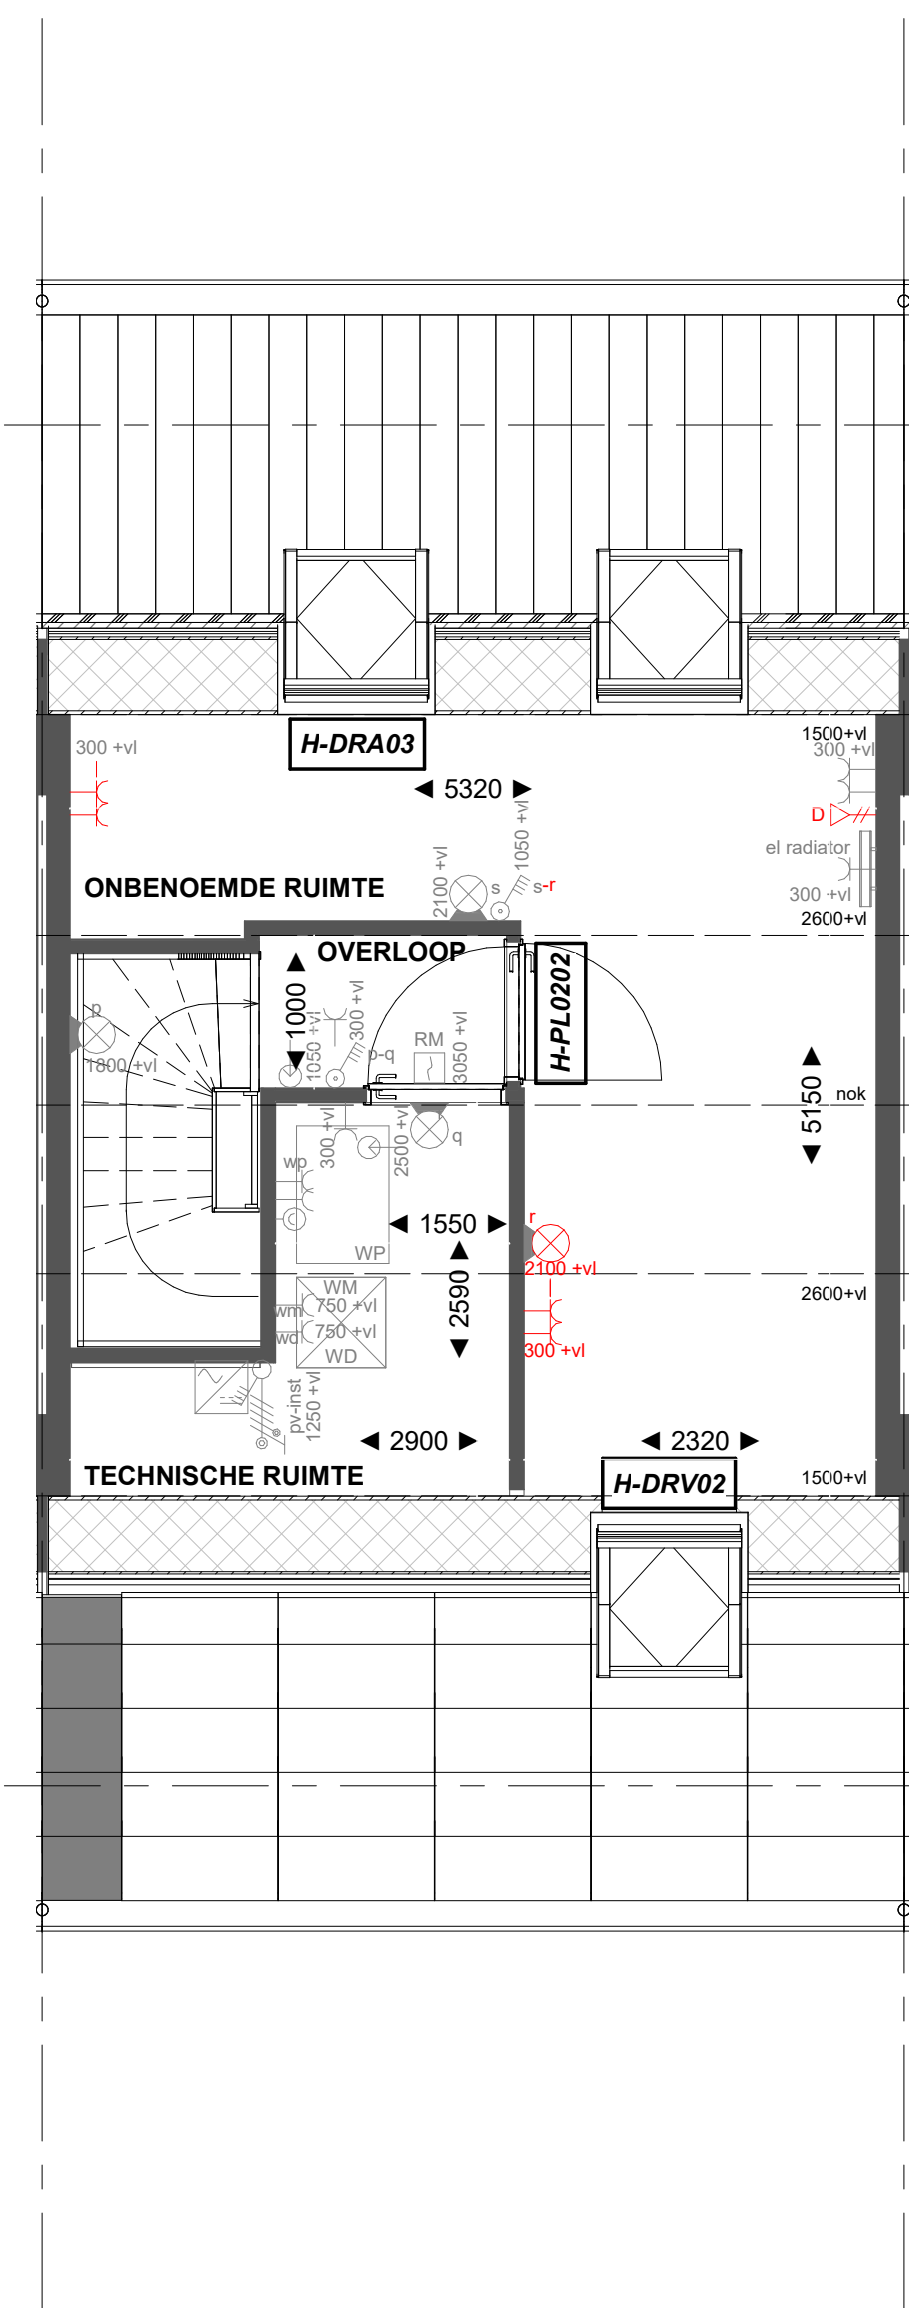 H-DRA03
1500+vl
300 +vl
300 +vl
5320
D
1050 +vl
2100 +vl
el radiator
s
s-r
ONBENOEMDE RUIMTE
300 +vl
2600+vl
OVERLOOP
H-PL0202
1000
p
1050 +vl
300 +vl
p-q
RM
3050 +vl
1800 +vl
5150
nok
300 +vl
2500 +vl
q
wp
1550
r
WP
2100 +vl
2590
WM
wm
750 +vl
2600+vl
wd
750 +vl
300 +vl
WD
pv-inst
1250 +vl
2900
2320
TECHNISCHE RUIMTE
H-DRV02
1500+vl